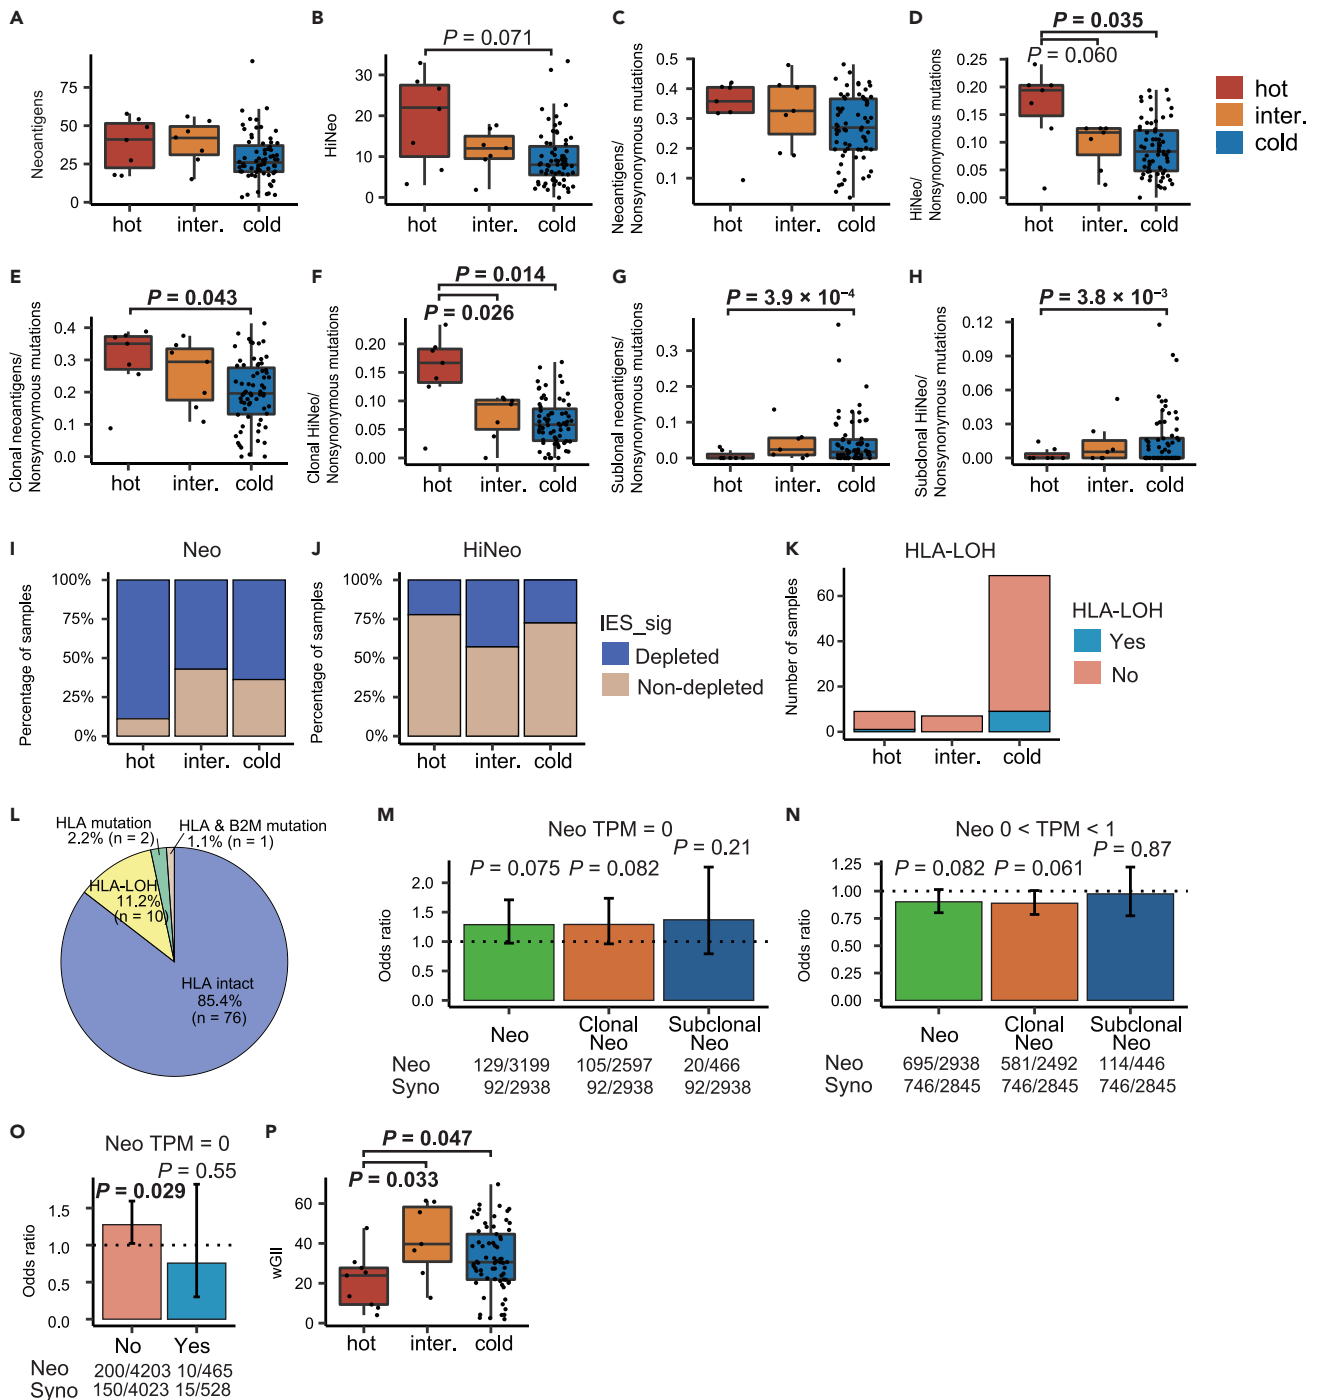 A
Neoantigens
75
50
25
0
hot
inter.
cold
B
P = 0.071
HiNeo
30
20
10
0
hot
inter.
cold
C
Neoantigens/
Nonsynonymous mutations
0.5
0.4
0.3
0.2
0.1
hot
inter.
cold
D
P = 0.035
P = 0.060
HiNeo/
Nonsynonymous mutations
0.25
0.20
0.15
0.10
0.05
0.00
hot
inter.
cold
hot
inter.
cold
E
P = 0.043
Clonal neoantigens/
Nonsynonymous mutations
0.4
0.3
0.2
0.1
0.0
hot
inter.
cold
F
P = 0.014
P = 0.026
Clonal HiNeo/
Nonsynonymous mutations
0.20
0.15
0.10
0.05
0.00
hot
inter.
cold
G
P = 3.9 × 10⁻⁴
Sublonal neoantigens/
Nonsynonymous mutations
0.4
0.3
0.2
0.1
0.0
hot
inter.
cold
H
P = 3.8 × 10⁻³
Subclonal HiNeo/
Nonsynonymous mutations
0.12
0.09
0.06
0.03
0.00
hot
inter.
cold
I
Neo
Percentage of samples
100%
75%
50%
25%
0%
hot
inter.
cold
J
HiNeo
Percentage of samples
100%
75%
50%
25%
0%
hot
inter.
cold
IES_sig
Depleted
Non-depleted
K
HLA-LOH
Number of samples
60
40
20
0
hot
inter.
cold
HLA-LOH
Yes
No
L
HLA mutation
2.2% (n = 2)
HLA & B2M mutation
1.1% (n = 1)
HLA-LOH
11.2%
(n = 10)
HLA intact
85.4%
(n = 76)
M
Neo TPM = 0
P = 0.075
P = 0.082
P = 0.21
Odds ratio
2.0
1.5
1.0
0.5
0.0
Neo
Clonal
Neo
Subclonal
Neo
Neo 129/3199 105/2597 20/466
Syno 92/2938 92/2938 92/2938
N
Neo 0 < TPM < 1
P = 0.082
P = 0.061
P = 0.87
Odds ratio
1.25
1.00
0.75
0.50
0.25
0.00
Neo
Clonal
Neo
Subclonal
Neo
Neo 695/2938 581/2492 114/446
Syno 746/2845 746/2845 746/2845
O
Neo TPM = 0
P = 0.55
P = 0.029
Odds ratio
1.5
1.0
0.5
0.0
No
Yes
Neo 200/4203 10/465
Syno 150/4023 15/528
P
P = 0.047
P = 0.033
wGII
60
40
20
0
hot
inter.
cold